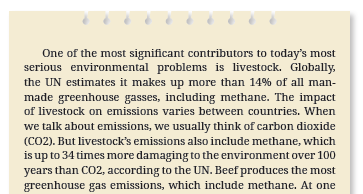 One of the most significant contributors to today's most
serious environmental problems is livestock. Globally,
the UN estimates it makes up more than 14% of all man-
made greenhouse gasses, including methane. The impact
of livestock on emissions varies between countries. When
we talk about emissions, we usually think of carbon dioxide
(CO2). But livestock's emissions also include methane, which
is up to 34 times more damaging to the environment over 100
years than CO2, according to the UN. Beef produces the most
greenhouse gas emissions, which include methane. At one